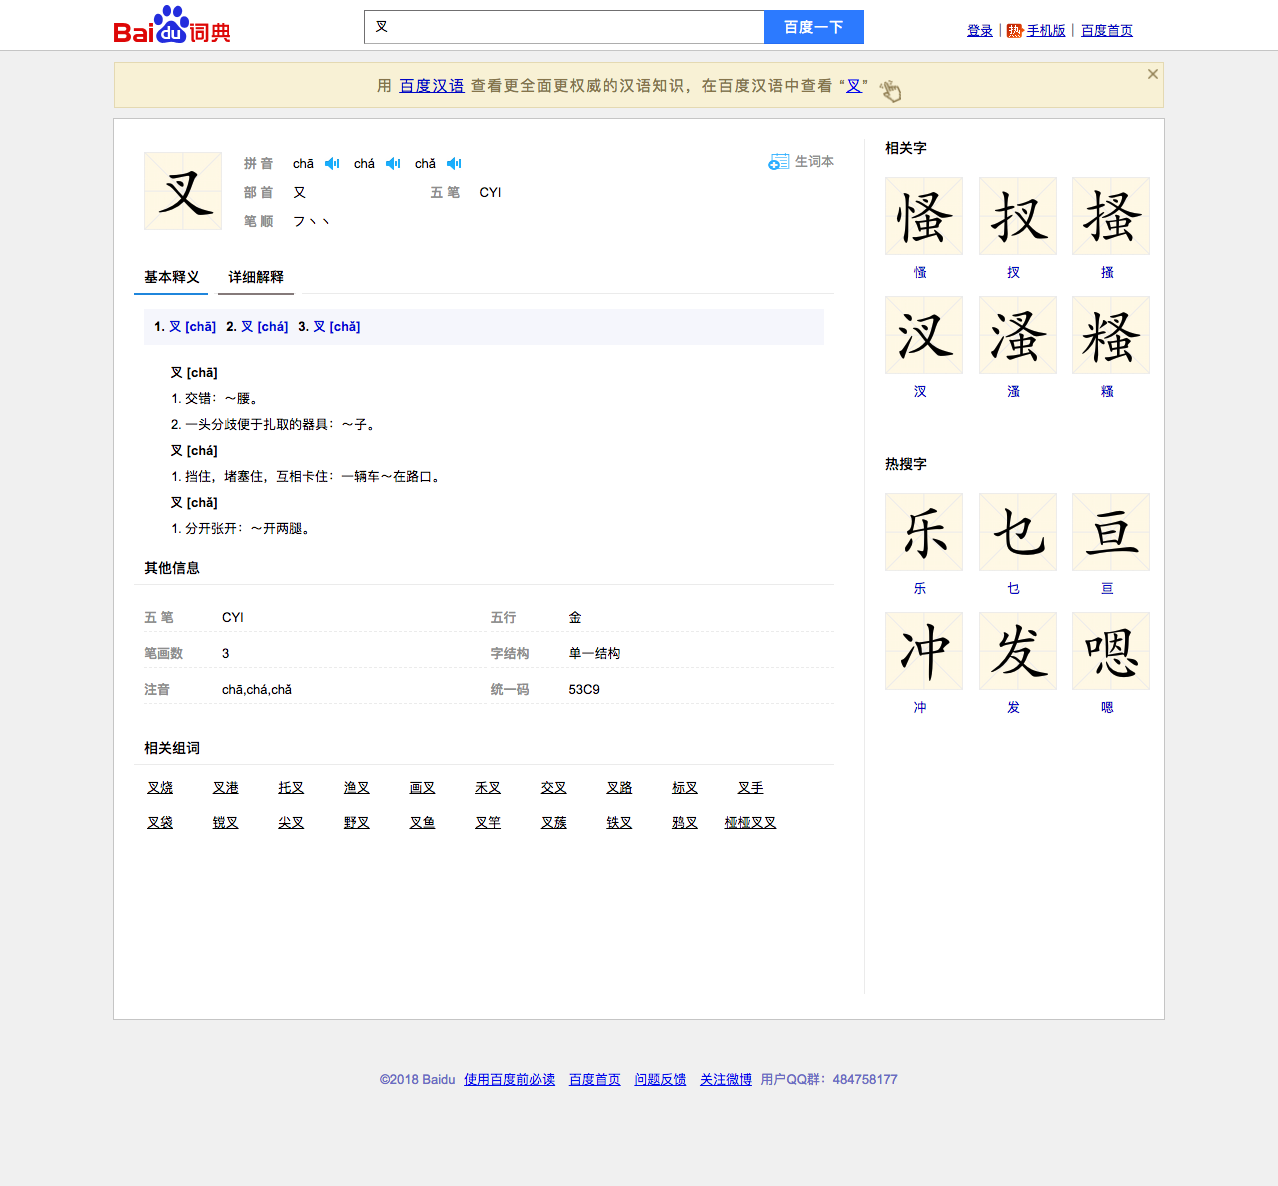 Baidu词典
叉
百度一下
登录 | 热 手机版 | 百度首页
用 百度汉语 查看更全面更权威的汉语知识，在百度汉语中查看 “叉”
叉
拼 音 chā chá chǎ
生词本
部 首 又 五 笔 CYI
笔 顺 フ丶丶
基本释义 详细解释
1. 叉 [chā] 2. 叉 [chá] 3. 叉 [chǎ]
叉 [chā]
1. 交错：～腰。
2. 一头分歧便于扎取的器具：～子。
叉 [chá]
1. 挡住，堵塞住，互相卡住：一辆车～在路口。
叉 [chǎ]
1. 分开张开：～开两腿。
其他信息
五 笔 CYI 五行 金
笔画数 3 字结构 单一结构
注音 chā,chá,chǎ 统一码 53C9
相关组词
叉烧 叉港 托叉 渔叉 画叉 禾叉 交叉 叉路 标叉 叉手
叉袋 镋叉 尖叉 野叉 叉鱼 叉竿 叉蔟 铁叉 鸦叉 桠桠叉叉
相关字
慅 扠 搔
慅 扠 搔
汊 溞 糔
汊 溞 糔
热搜字
乐 乜 亘
乐 乜 亘
冲 发 嗯
冲 发 嗯
©2018 Baidu 使用百度前必读 百度首页 问题反馈 关注微博 用户QQ群：484758177